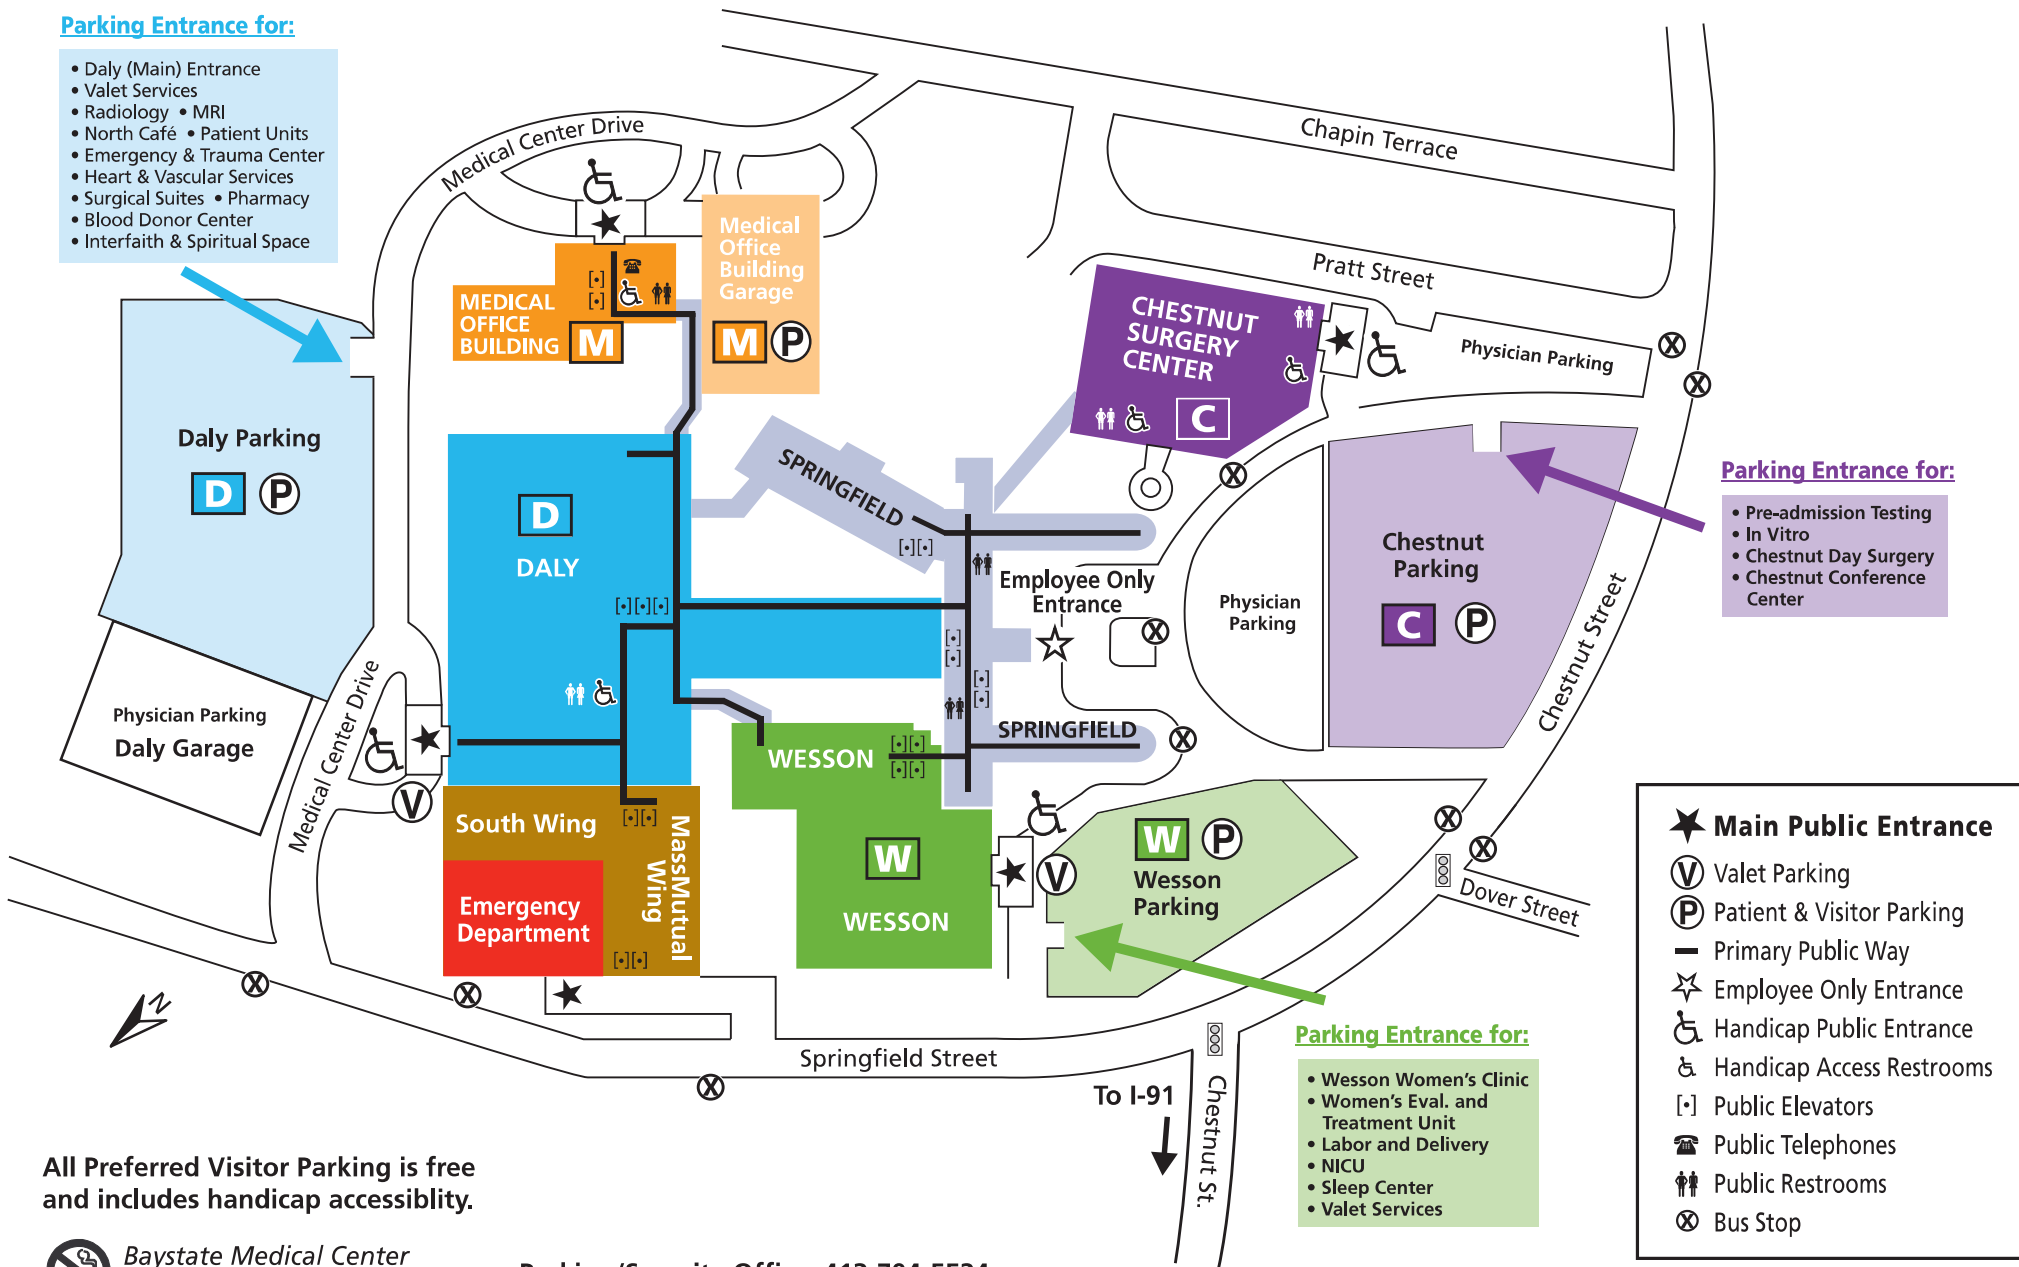 Parking Entrance for:
• Daly (Main) Entrance
• Valet Services
• Radiology • MRI
• North Café • Patient Units
• Emergency & Trauma Center
• Heart & Vascular Services
• Surgical Suites • Pharmacy
• Blood Donor Center
• Interfaith & Spiritual Space
Medical Center Drive
Chapin Terrace
Pratt Street
Medical
Office
Building
Garage
M P
MEDICAL
OFFICE
BUILDING M
CHESTNUT
SURGERY
CENTER
C
Physician Parking
Daly Parking
D P
D
DALY
SPRINGFIELD
Employee Only
Entrance
Physician
Parking
Chestnut
Parking
C P
Chestnut Street
Parking Entrance for:
• Pre-admission Testing
• In Vitro
• Chestnut Day Surgery
• Chestnut Conference
Center
Physician Parking
Daly Garage
Medical Center Drive
V
SPRINGFIELD
WESSON
W
WESSON
South Wing
MassMutual
Wing
Emergency
Department
V
W P
Wesson
Parking
Dover Street
N
Springfield Street
To I-91
Chestnut St.
Parking Entrance for:
• Wesson Women's Clinic
• Women's Eval. and
Treatment Unit
• Labor and Delivery
• NICU
• Sleep Center
• Valet Services
Main Public Entrance
V Valet Parking
P Patient & Visitor Parking
Primary Public Way
Employee Only Entrance
Handicap Public Entrance
Handicap Access Restrooms
[•] Public Elevators
Public Telephones
Public Restrooms
X Bus Stop
All Preferred Visitor Parking is free
and includes handicap accessiblity.
Baystate Medical Center